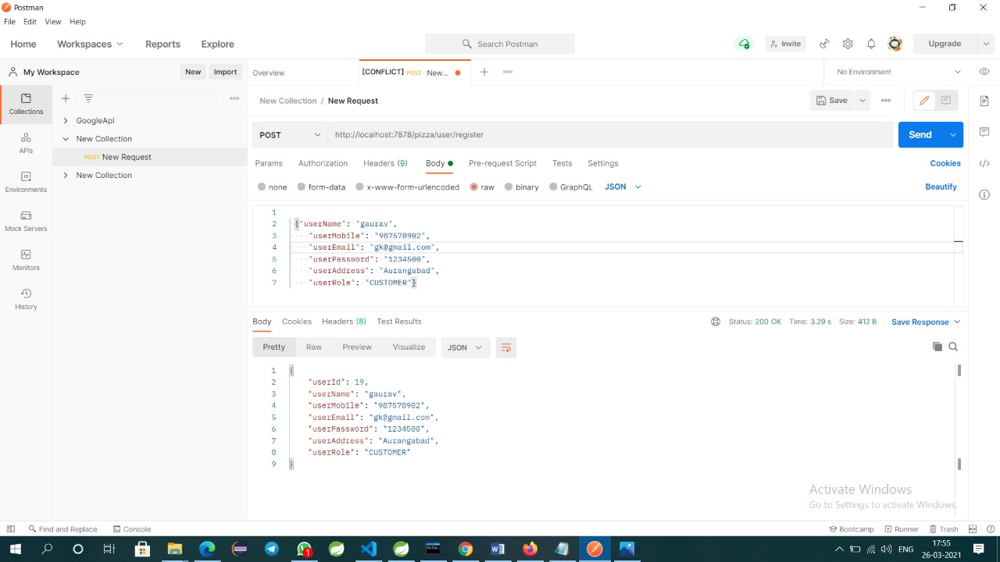 Postman
File Edit View Help
Home Workspaces Reports Explore Search Postman Invite Upgrade
My Workspace New Import Overview [CONFLICT] POST New... No Environment
Collections
APIs
Environments
Mock Servers
Monitors
History
GoogleApI
New Collection
POST New Request
New Collection
New Collection / New Request Save
POST http://localhost:7878/pizza/user/register Send
Params Authorization Headers (9) Body Pre-request Script Tests Settings Cookies
none form-data x-www-form-urlencoded raw binary GraphQL JSON Beautify
1
2 {"userName": "gaurav",
3 "userMobile": "987578902",
4 "userEmail": "gk@gmail.com",
5 "userPassword": "1234500",
6 "userAddress": "Aurangabad",
7 "userRole": "CUSTOMER"}
Body Cookies Headers (8) Test Results Status: 200 OK Time: 3.29 s Size: 412 B Save Response
Pretty Raw Preview Visualize JSON
1 {
2 "userId": 19,
3 "userName": "gaurav",
4 "userMobile": "987578902",
5 "userEmail": "gk@gmail.com",
6 "userPassword": "1234500",
7 "userAddress": "Aurangabad",
8 "userRole": "CUSTOMER"
9 }
Activate Windows
Go to Settings to activate Windows.
Find and Replace Console Bootcamp Runner Trash
1 MySQL ENG 17:55
26-03-2021